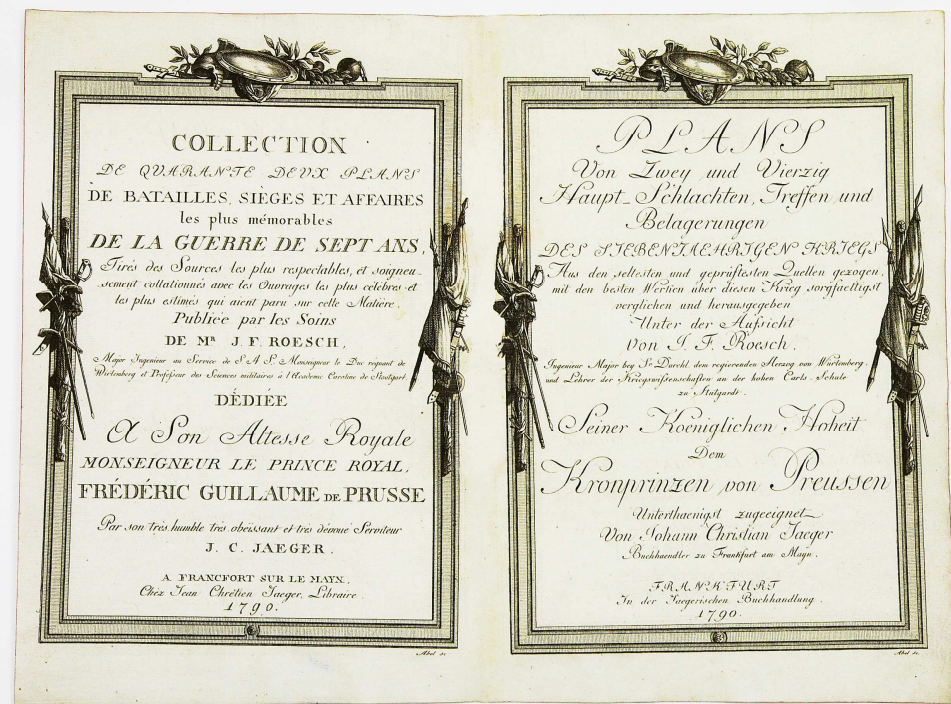 COLLECTION
DE QUARANTE DEUX PLANS
DE BATAILLES, SIÈGES ET AFFAIRES
les plus mémorables
DE LA GUERRE DE SEPT ANS,
Tirés des Sources les plus respectables, et soigneu-
sement collationnés avec les Ouvrages les plus célèbres et
les plus estimés qui aient paru sur cette Matière.
Publiée par les Soins
DE MR. J. F. ROESCH,
Major Ingenieur au Service de S A S. Monseigneur le Duc régnant de
Wirtemberg et Professeur des Sciences militaires à l'Academie Caroline de Stoutgart
DÈDIÉE
A Son Altesse Royale
MONSEIGNEUR LE PRINCE ROYAL,
FRÉDÉRIC GUILLAUME DE PRUSSE
Par son très humble très obeissant et très dévoué Serviteur
J. C. JAEGER.
A FRANCFORT SUR LE MAYN,
Chèz Jean Chrétien Jaeger, Libraire.
1790.
Abel sc.
PLANS
Von Zwey und Vierzig
Haupt-Schlachten, Treffen und
Belagerungen
DES SIEBENJAEHRIGEN KRIEGS
Aus den seltesten und geprüftesten Quellen gezogen,
mit den besten Werken über diesen Krieg sorgfaeltigst
verglichen und herausgegeben
Unter der Aufsicht
Von J. F. Roesch.
Ingenieur Major bey Sr. Durchl. dem regierenden Herzog von Würtemberg.
und Lehrer der Kriegswissenschaften an der hohen Carls-Schule
zu Stutgardt.
Seiner Koeniglichen Hoheit
Dem
Kronprinzen von Preussen
Unterthaenigst zugeeignet
Von Johann Christian Jaeger
Buchhaendler zu Frankfurt am Mayn.
FRANKFURT
In der Jaegerischen Buchhandlung.
1790.
Abel sc.